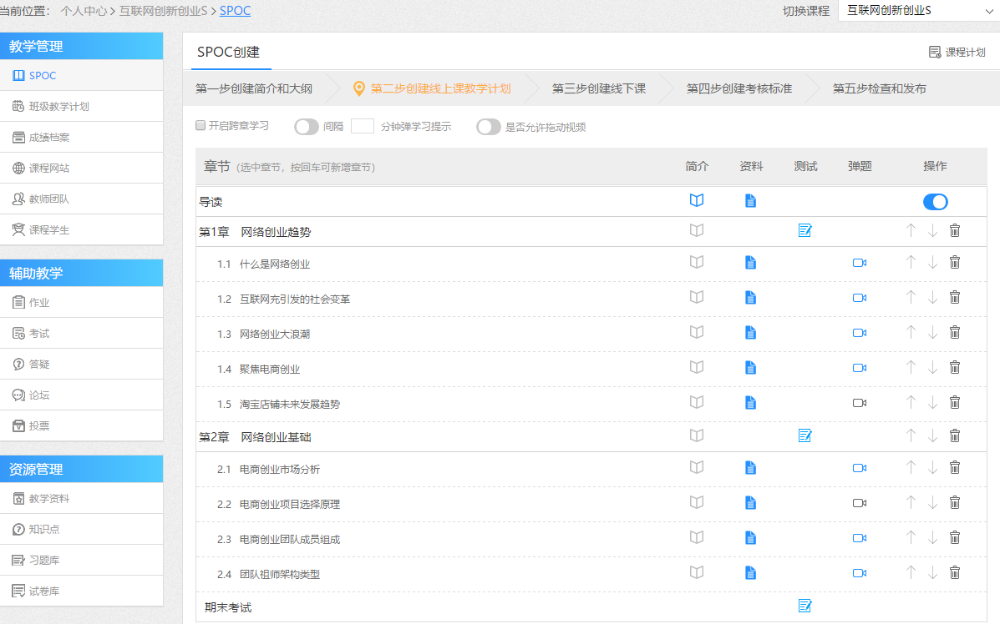 当前位置： 个人中心 > 互联网创新创业S > SPOC
切换课程 互联网创新创业S
教学管理
SPOC
班级教学计划
成绩档案
课程网站
教师团队
课程学生
辅助教学
作业
考试
答疑
论坛
投票
资源管理
教学资料
知识点
习题库
试卷库
SPOC创建
课程计划
第一步创建简介和大纲 第二步创建线上课教学计划 第三步创建线下课 第四步创建考核标准 第五步检查和发布
开启跨章学习 间隔 分钟弹学习提示 是否允许拖动视频
章节 (选中章节，按回车可新增章节) 简介 资料 测试 弹题 操作
导读
第1章 网络创业趋势
1.1 什么是网络创业
1.2 互联网充引发的社会变革
1.3 网络创业大浪潮
1.4 聚焦电商创业
1.5 淘宝店铺未来发展趋势
第2章 网络创业基础
2.1 电商创业市场分析
2.2 电商创业项目选择原理
2.3 电商创业团队成员组成
2.4 团队祖师架构类型
期末考试